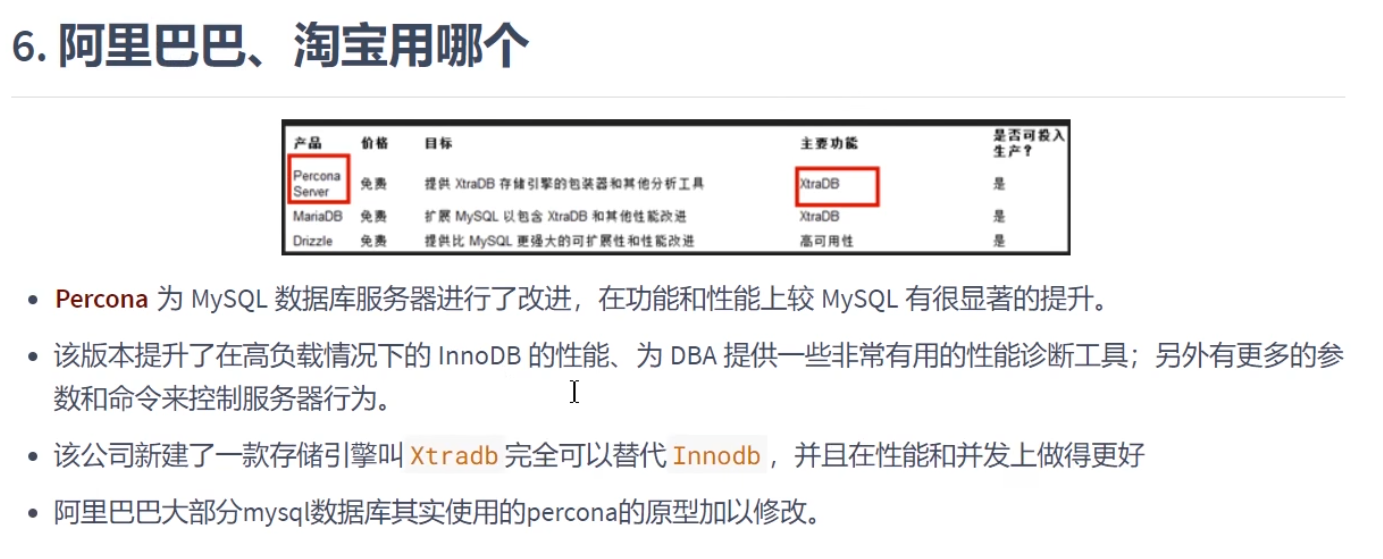 6. 阿里巴巴、淘宝用哪个
产品 价格 目标 主要功能 是否可投入
生产？
Percona
Server 免费 提供 XtraDB 存储引擎的包装器和其他分析工具 XtraDB 是
MariaDB 免费 扩展 MySQL 以包含 XtraDB 和其他性能改进 XtraDB 是
Drizzle 免费 提供比 MySQL 更强大的可扩展性和性能改进 高可用性 是
Percona 为 MySQL 数据库服务器进行了改进，在功能和性能上较 MySQL 有很显著的提升。
该版本提升了在高负载情况下的 InnoDB 的性能、为 DBA 提供一些非常有用的性能诊断工具；另外有更多的参
数和命令来控制服务器行为。
该公司新建了一款存储引擎叫 Xtradb 完全可以替代 Innodb ，并且在性能和并发上做得更好
阿里巴巴大部分mysql数据库其实使用的percona的原型加以修改。